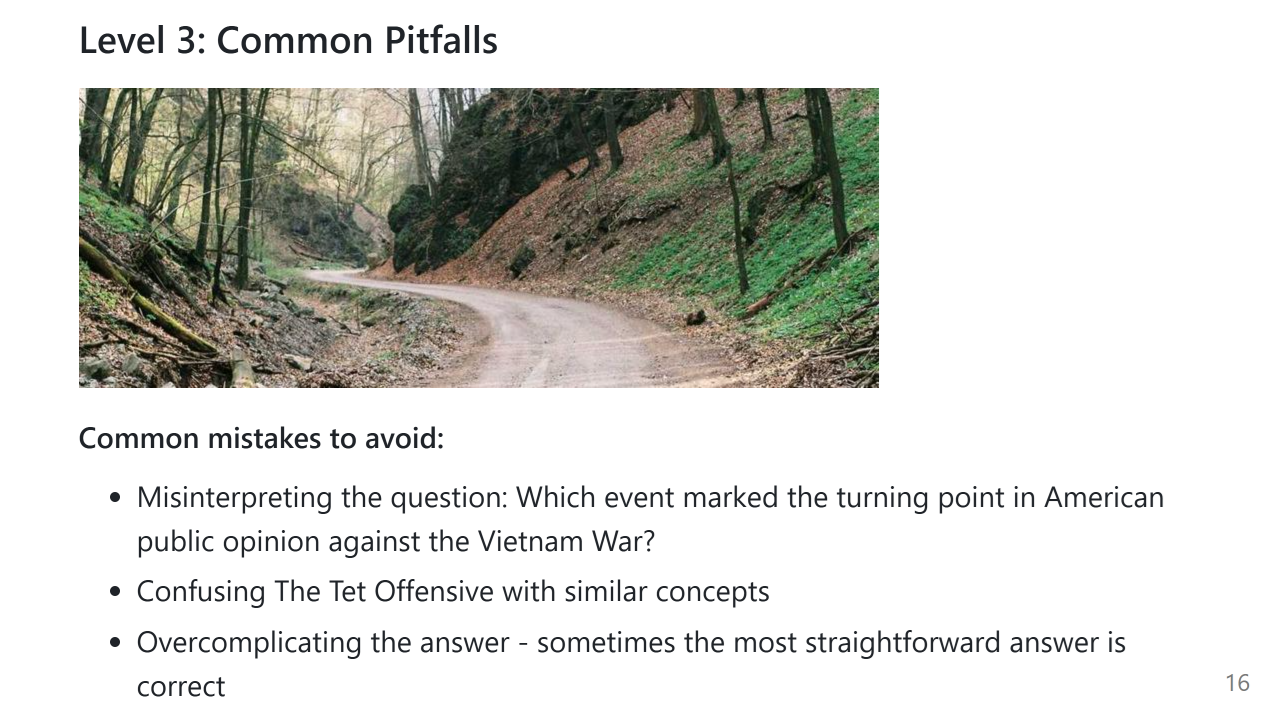 Level 3: Common Pitfalls
Common mistakes to avoid:
• Misinterpreting the question: Which event marked the turning point in American
public opinion against the Vietnam War?
• Confusing The Tet Offensive with similar concepts
• Overcomplicating the answer - sometimes the most straightforward answer is
correct
16